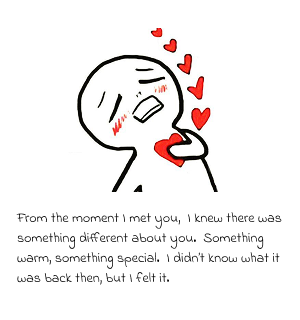 From the moment I met you, I knew there was
something different about you. Something
warm, something special. I didn't know what it
was back then, but I felt it.